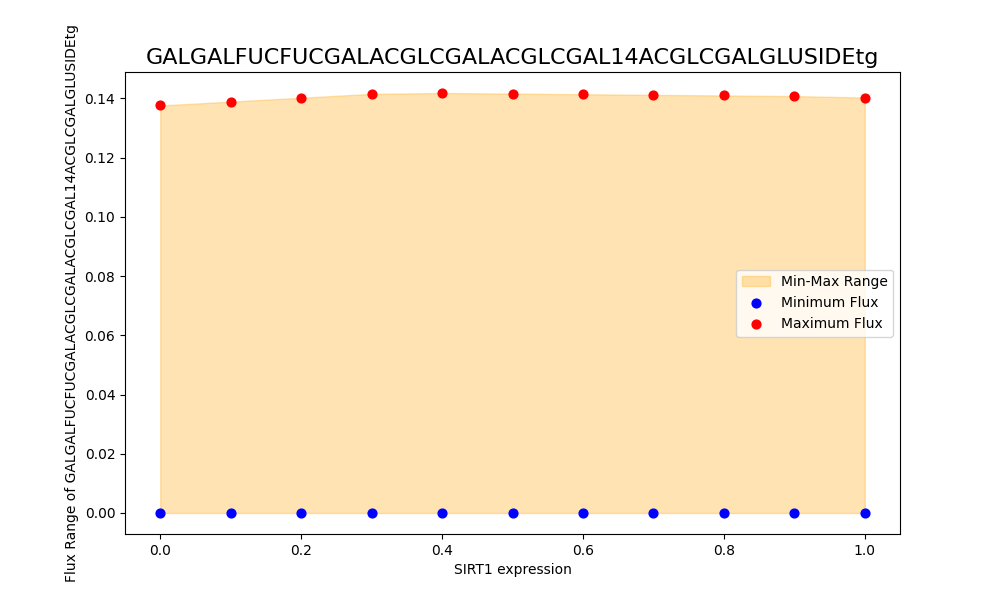 GALGALFUCFUCGALACGLCGALACGLCGAL14ACGLCGALGLUSIDEtg
Flux Range of GALGALFUCFUCGALACGLCGALACGLCGAL14ACGLCGALGLUSIDEtg
0.14
0.12
0.10
0.08
0.06
0.04
0.02
0.00
Min-Max Range
Minimum Flux
Maximum Flux
0.0 0.2 0.4 0.6 0.8 1.0
SIRT1 expression